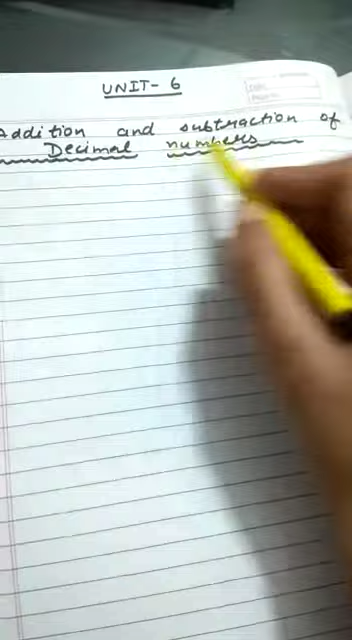 UNIT- 6
Addition and subtraction of
Decimal numbers